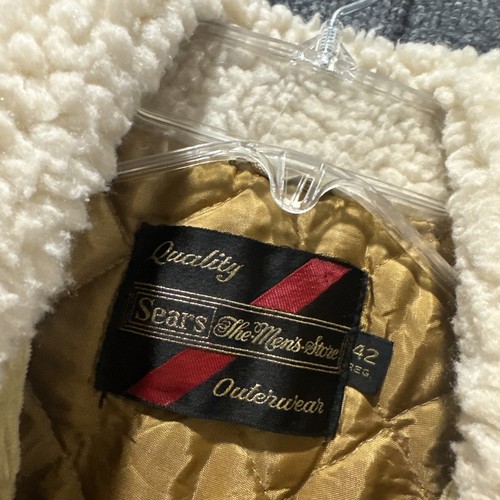 Quality
Sears The Men's Store
Outerwear
42
REG